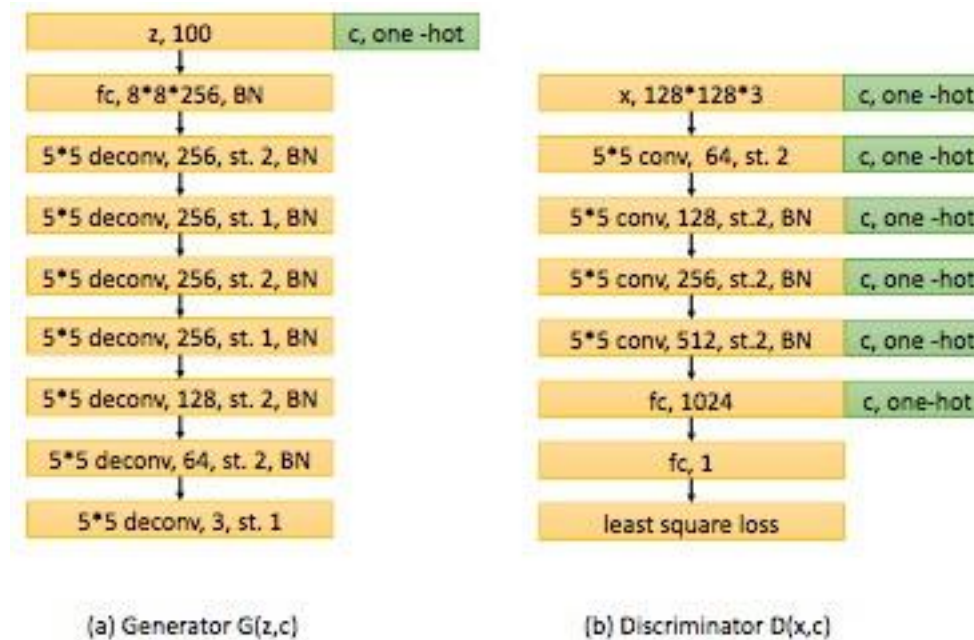 z, 100
c, one -hot
fc, 8*8*256, BN
5*5 deconv, 256, st. 2, BN
5*5 deconv, 256, st. 1, BN
5*5 deconv, 256, st. 2, BN
5*5 deconv, 256, st. 1, BN
5*5 deconv, 128, st. 2, BN
5*5 deconv, 64, st. 2, BN
5*5 deconv, 3, st. 1
(a) Generator G(z,c)
x, 128*128*3
c, one -hot
5*5 conv, 64, st. 2
c, one -hot
5*5 conv, 128, st.2, BN
c, one -hot
5*5 conv, 256, st.2, BN
c, one -hot
5*5 conv, 512, st.2, BN
c, one -hot
fc, 1024
c, one-hot
fc, 1
least square loss
(b) Discriminator D(x,c)